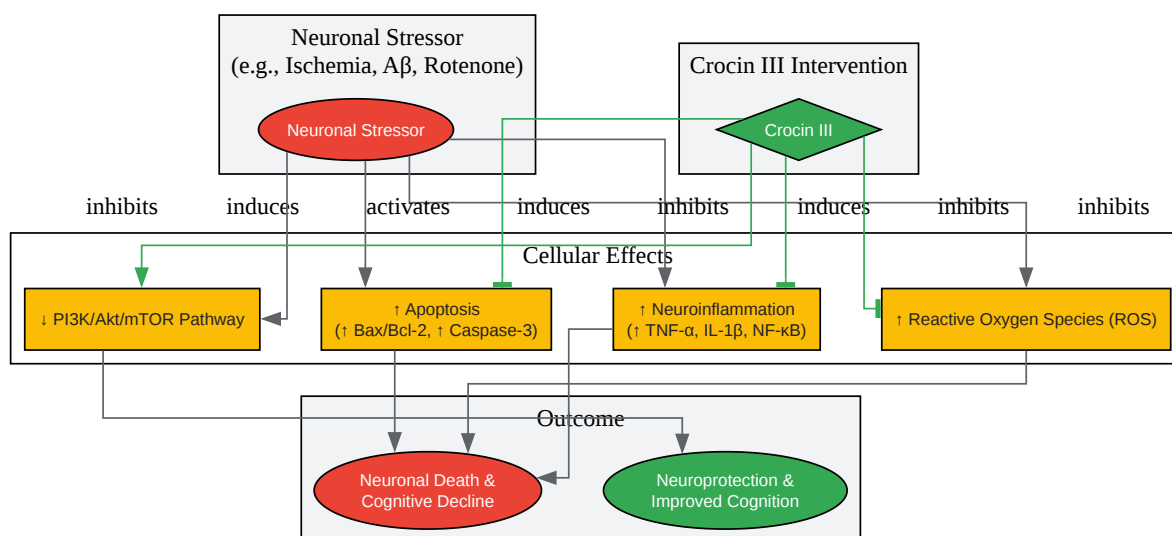 Neuronal Stressor
(e.g., Ischemia, Aβ, Rotenone)
Neuronal Stressor
Crocin III Intervention
Crocin III
inhibits
induces
activates
induces
inhibits
induces
inhibits
inhibits
Cellular Effects
↓ PI3K/Akt/mTOR Pathway
↑ Apoptosis
(↑ Bax/Bcl-2, ↑ Caspase-3)
↑ Neuroinflammation
(↑ TNF-α, IL-1β, NF-κB)
↑ Reactive Oxygen Species (ROS)
Outcome
Neuronal Death &
Cognitive Decline
Neuroprotection &
Improved Cognition